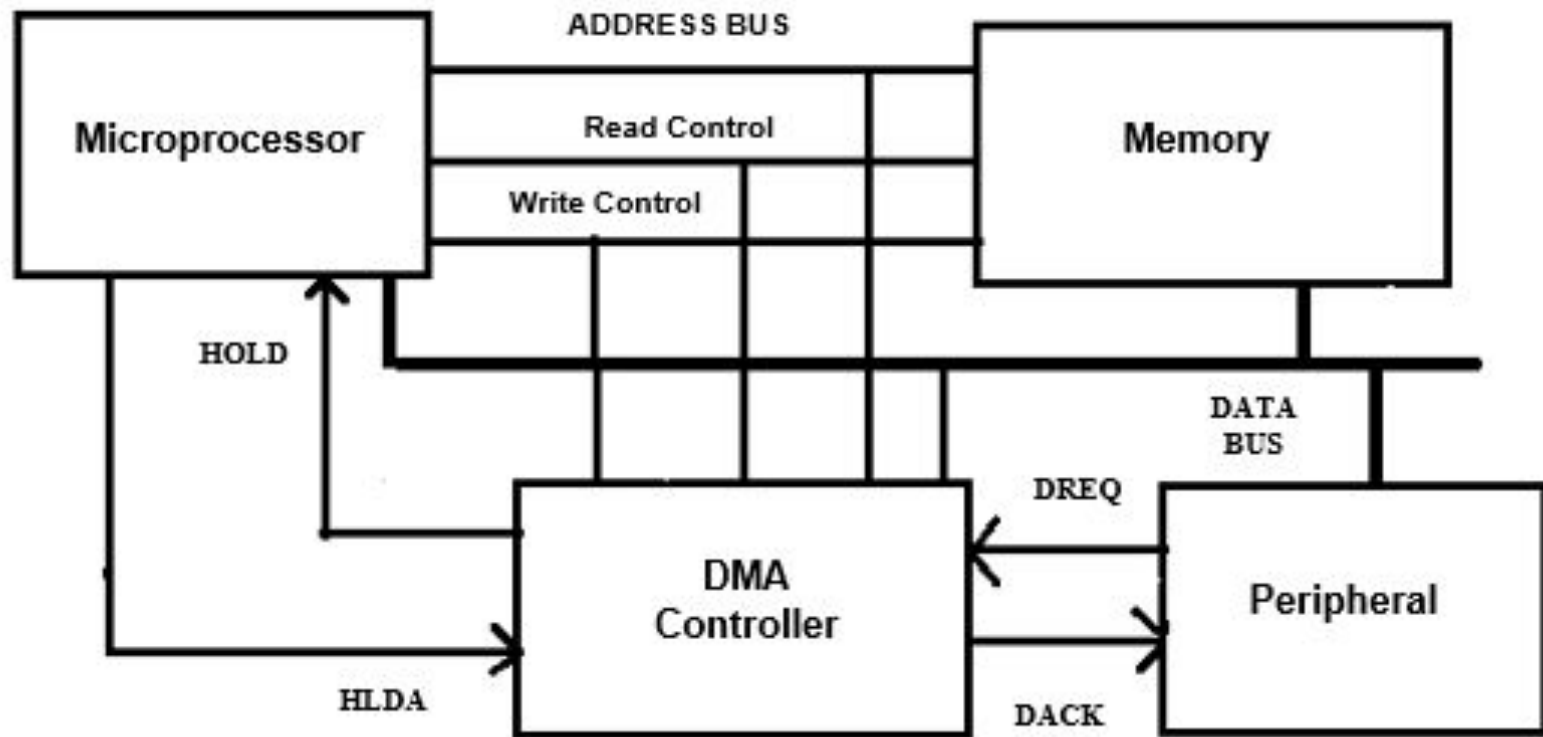 ADDRESS BUS
Microprocessor
Read Control
Memory
Write Control
HOLD
DATA
BUS
DREQ
DMA
Controller
Peripheral
HLDA
DACK